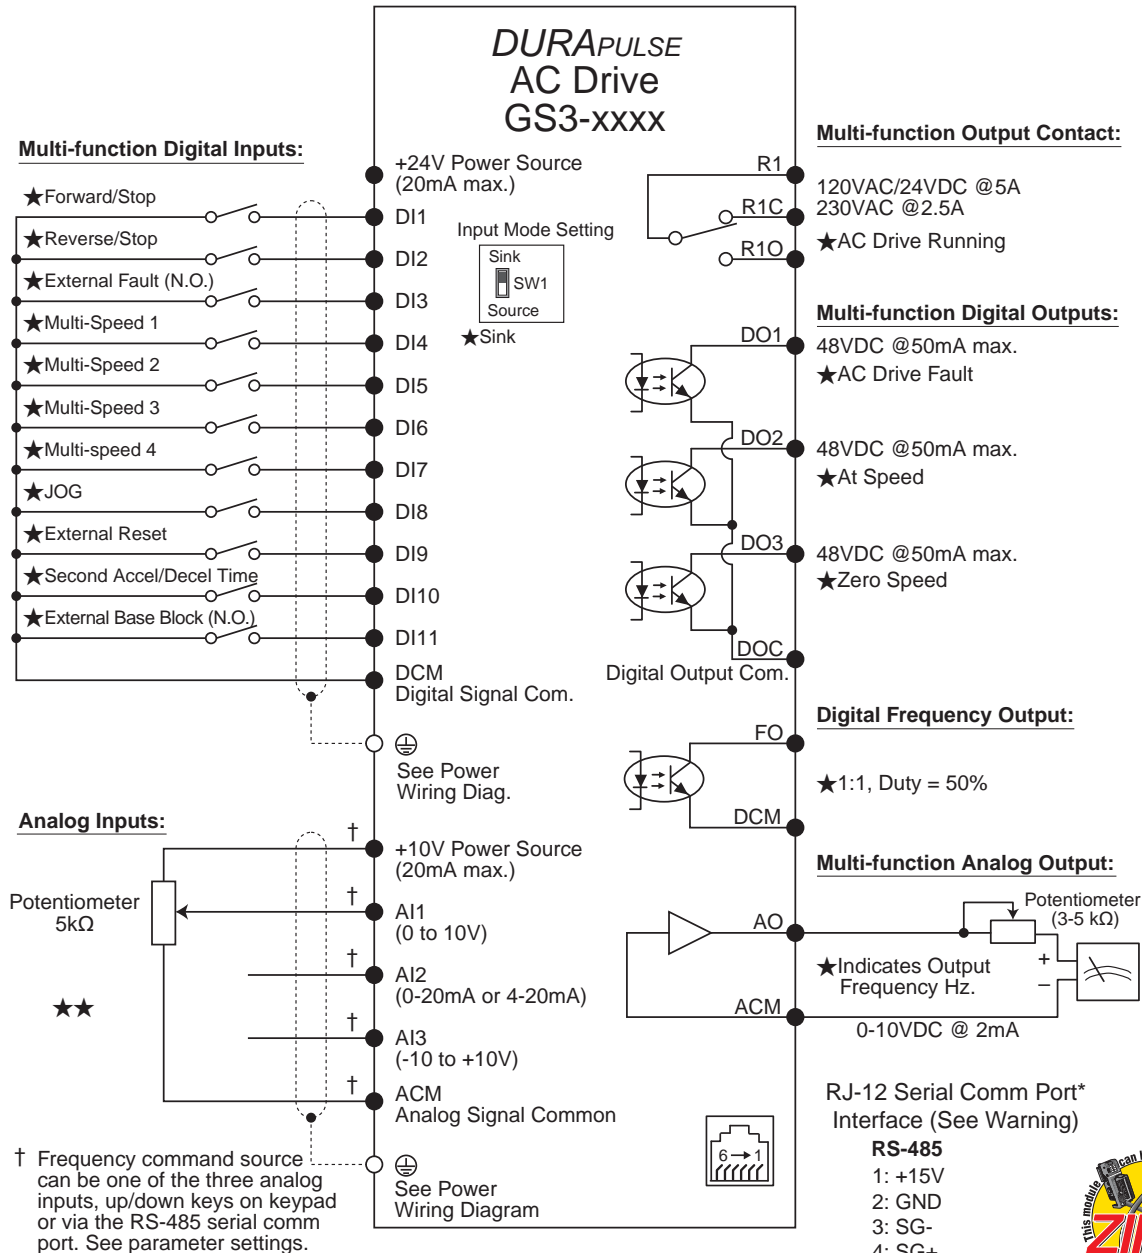 DURAPULSE
AC Drive
GS3-xxxx
Multi-function Digital Inputs:
★Forward/Stop
★Reverse/Stop
★External Fault (N.O.)
★Multi-Speed 1
★Multi-Speed 2
★Multi-Speed 3
★Multi-speed 4
★JOG
★External Reset
★Second Accel/Decel Time
★External Base Block (N.O.)
+24V Power Source
(20mA max.)
DI1
DI2
DI3
DI4
DI5
DI6
DI7
DI8
DI9
DI10
DI11
DCM
Digital Signal Com.
See Power
Wiring Diag.
Input Mode Setting
Sink
SW1
Source
★Sink
Analog Inputs:
Potentiometer
5kΩ
★★
†
+10V Power Source
(20mA max.)
†
AI1
(0 to 10V)
†
AI2
(0-20mA or 4-20mA)
†
AI3
(-10 to +10V)
†
ACM
Analog Signal Common
See Power
Wiring Diagram
† Frequency command source
can be one of the three analog
inputs, up/down keys on keypad
or via the RS-485 serial comm
port. See parameter settings.
R1
R1C
R1O
Multi-function Output Contact:
120VAC/24VDC @5A
230VAC @2.5A
★AC Drive Running
Multi-function Digital Outputs:
DO1
48VDC @50mA max.
★AC Drive Fault
DO2
48VDC @50mA max.
★At Speed
DO3
48VDC @50mA max.
★Zero Speed
DOC
Digital Output Com.
Digital Frequency Output:
FO
★1:1, Duty = 50%
DCM
Multi-function Analog Output:
Potentiometer
(3-5 kΩ)
AO
+
–
★Indicates Output
Frequency Hz.
ACM
0-10VDC @ 2mA
6→1
RJ-12 Serial Comm Port*
Interface (See Warning)
RS-485
1: +15V
2: GND
3: SG-
4: SG+
This module can